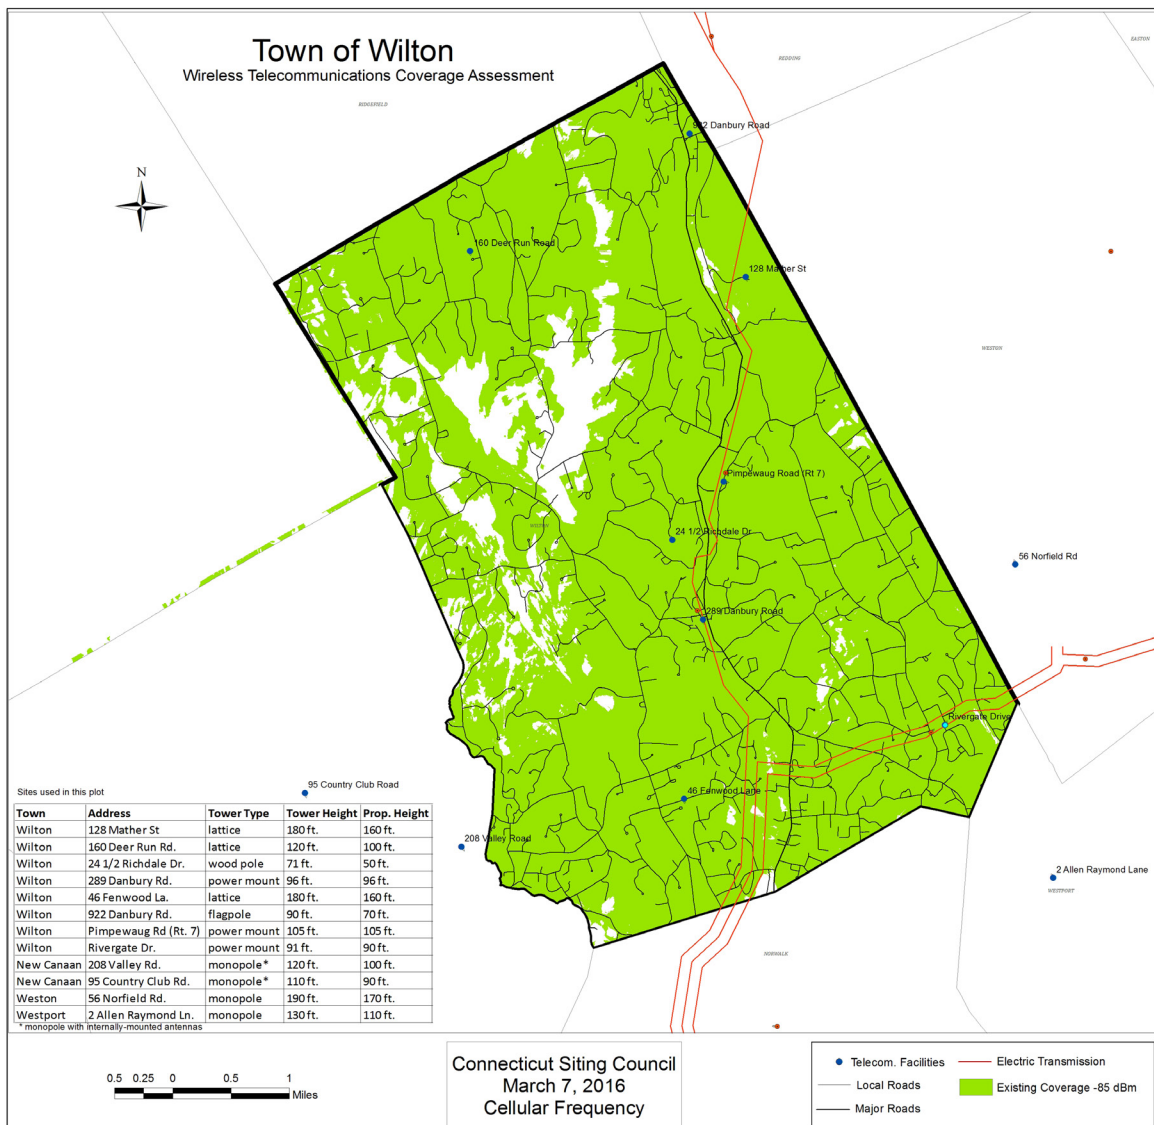 Town of Wilton
Wireless Telecommunications Coverage Assessment
RIDGEFIELD
REDDING
EASTON
N
922 Danbury Road
160 Deer Run Road
128 Mather St
WESTON
Pimpewaug Road (Rt 7)
WILTON
24 1/2 Richdale Dr
56 Norfield Rd
289 Danbury Road
Rivergate Drive
95 Country Club Road
46 Fenwood Lane
208 Valley Road
2 Allen Raymond Lane
WESTPORT
NORWALK
Sites used in this plot
Town Address Tower Type Tower Height Prop. Height
Wilton 128 Mather St lattice 180 ft. 160 ft.
Wilton 160 Deer Run Rd. lattice 120 ft. 100 ft.
Wilton 24 1/2 Richdale Dr. wood pole 71 ft. 50 ft.
Wilton 289 Danbury Rd. power mount 96 ft. 96 ft.
Wilton 46 Fenwood La. lattice 180 ft. 160 ft.
Wilton 922 Danbury Rd. flagpole 90 ft. 70 ft.
Wilton Pimpewaug Rd (Rt. 7) power mount 105 ft. 105 ft.
Wilton Rivergate Dr. power mount 91 ft. 90 ft.
New Canaan 208 Valley Rd. monopole* 120 ft. 100 ft.
New Canaan 95 Country Club Rd. monopole* 110 ft. 90 ft.
Weston 56 Norfield Rd. monopole 190 ft. 170 ft.
Westport 2 Allen Raymond Ln. monopole 130 ft. 110 ft.
* monopole with internally-mounted antennas
0.5 0.25 0 0.5 1
Miles
Connecticut Siting Council
March 7, 2016
Cellular Frequency
Telecom. Facilities
Local Roads
Major Roads
Electric Transmission
Existing Coverage -85 dBm